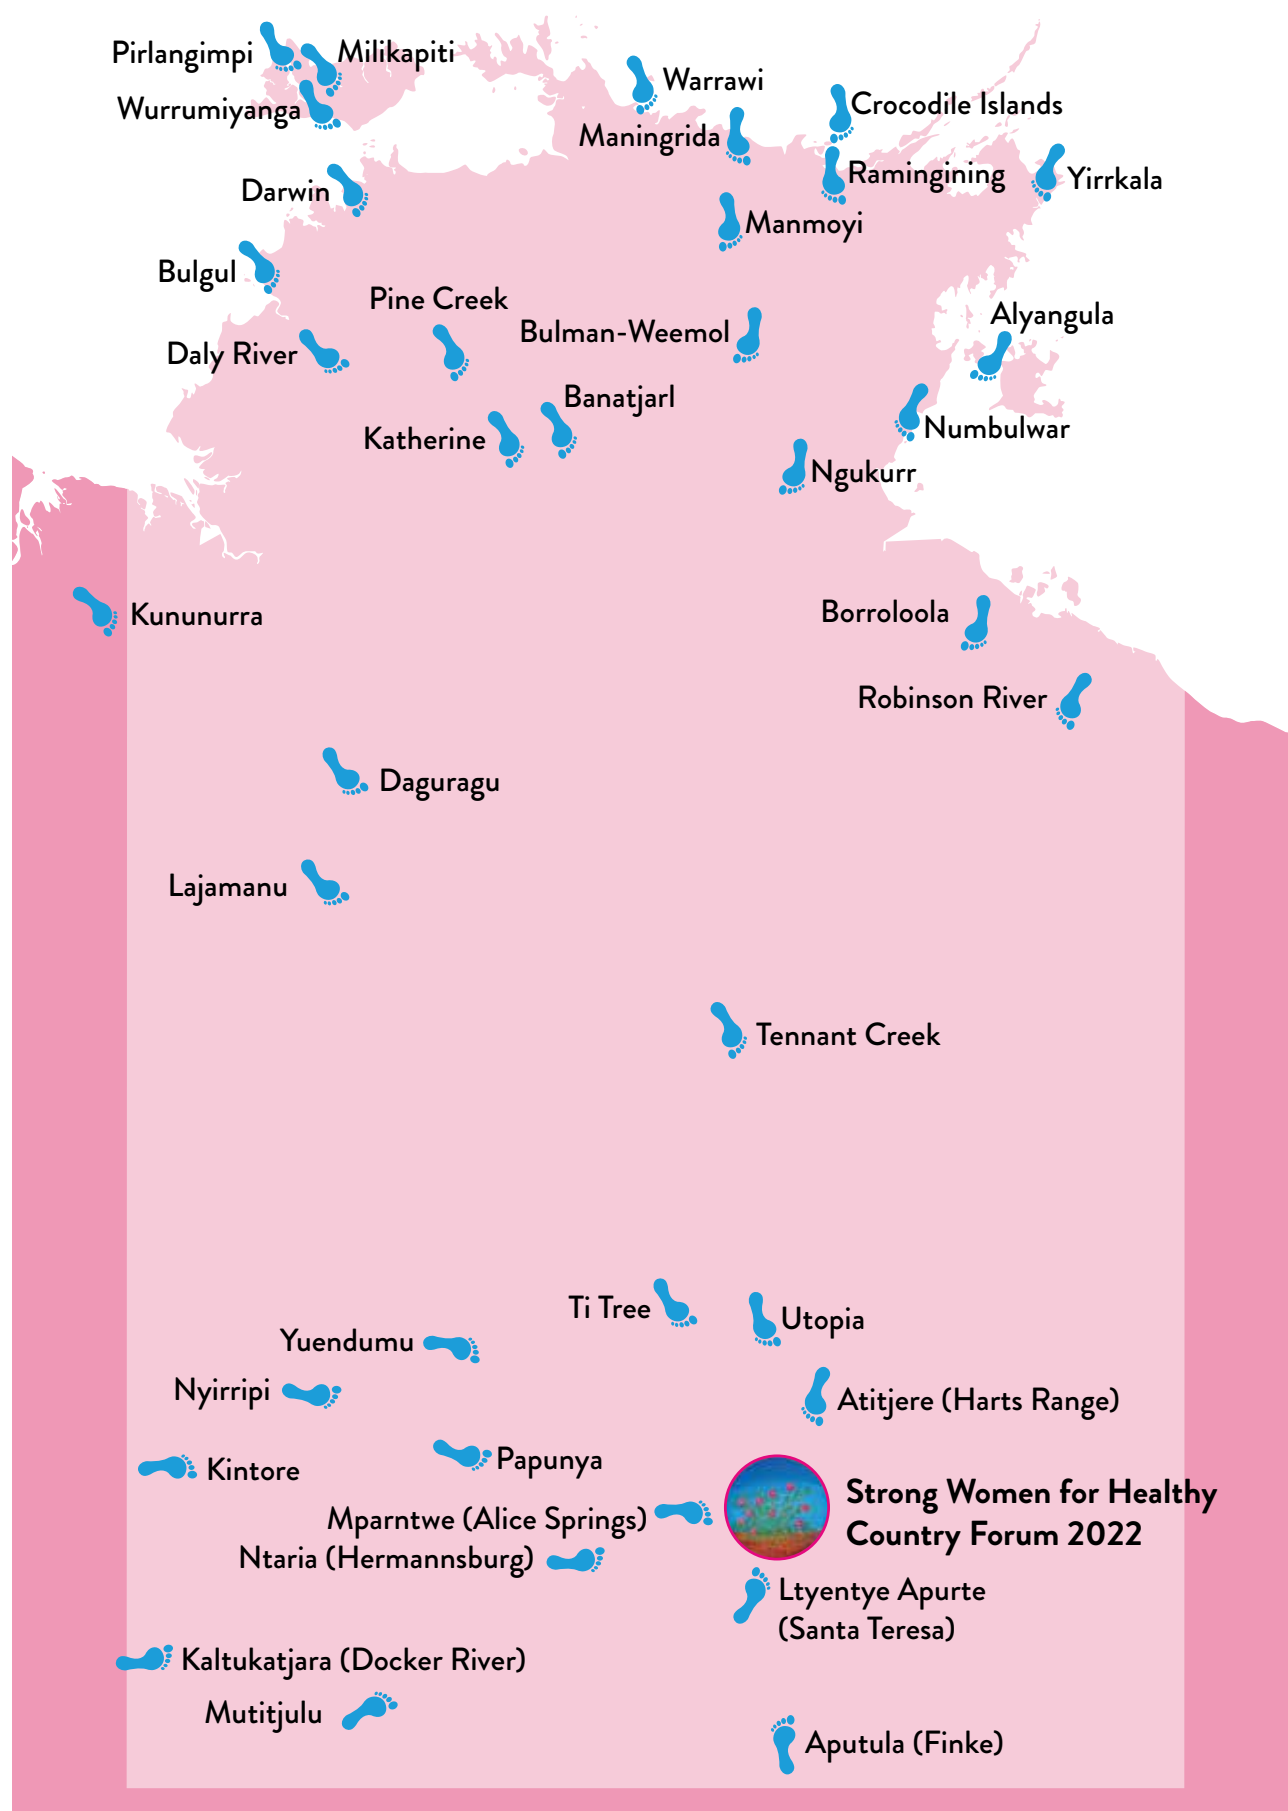 Pirlangimpi
Milikapiti
Warrawi
Wurrumiyanga
Crocodile Islands
Maningrida
Ramingining
Yirrkala
Darwin
Manmoyi
Bulgul
Pine Creek
Alyangula
Bulman-Weemol
Daly River
Banatjarl
Numbulwar
Katherine
Ngukurr
Kununurra
Borroloola
Robinson River
Daguragu
Lajamanu
Tennant Creek
Ti Tree
Utopia
Yuendumu
Nyirripi
Atitjere (Harts Range)
Papunya
Kintore
Strong Women for Healthy
Country Forum 2022
Mparntwe (Alice Springs)
Ntaria (Hermannsburg)
Ltyentye Apurte
(Santa Teresa)
Kaltukatjara (Docker River)
Mutitjulu
Aputula (Finke)